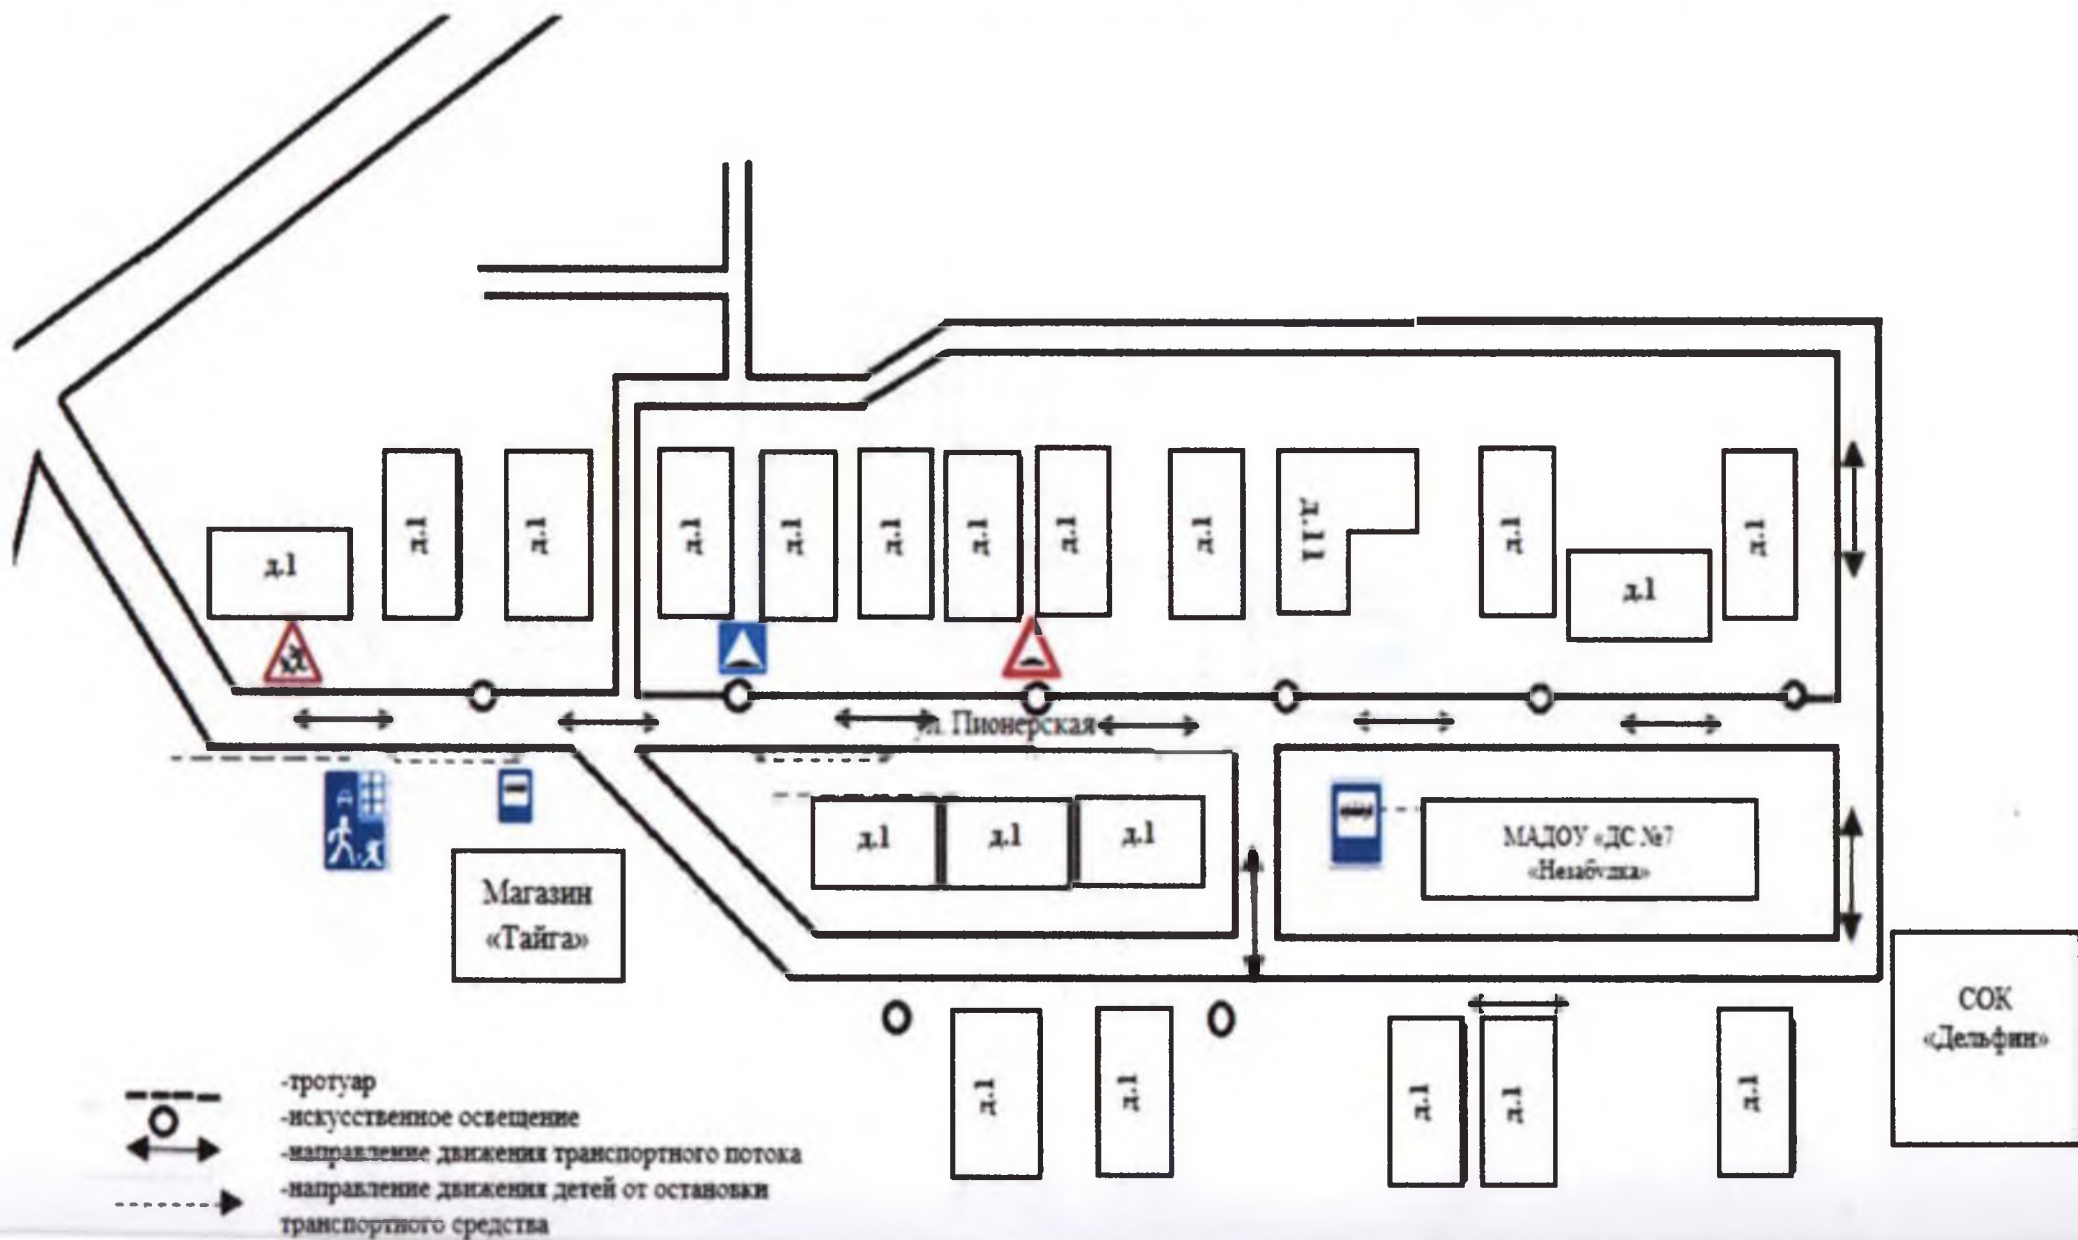 д.1
д.1
д.1
д.1
д.1
д.1
д.1
д.1
д.1
д.11
д.1
д.1
д.1
ул. Пионерская
д.1
д.1
д.1
МАДОУ «ДС №7
«Незабудка»
Магазин
«Тайга»
СОК
«Дельфин»
д.1
д.1
д.1
д.1
д.1
-тротуар
-искусственное освещение
-направление движения транспортного потока
-направление движения детей от остановки
транспортного средства